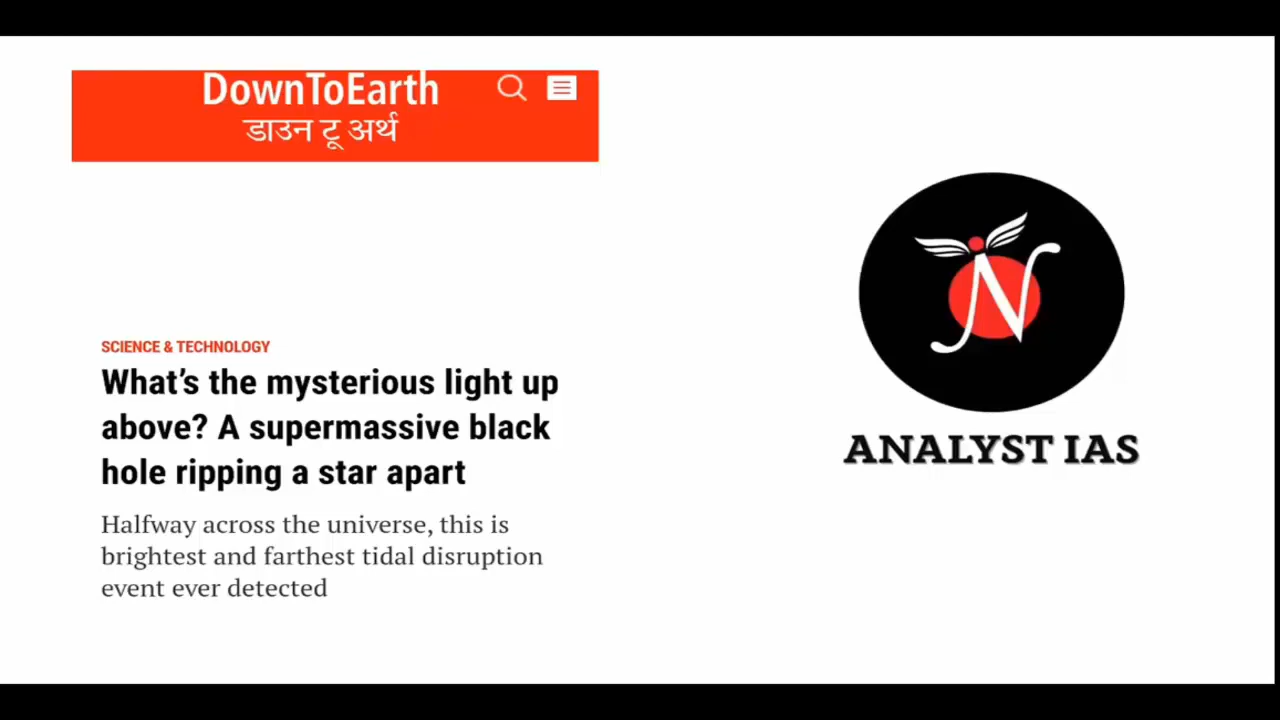 DownToEarth
डाउन टू अर्थ
SCIENCE & TECHNOLOGY
What’s the mysterious light up
above? A supermassive black
hole ripping a star apart
Halfway across the universe, this is
brightest and farthest tidal disruption
event ever detected
N
ANALYST IAS